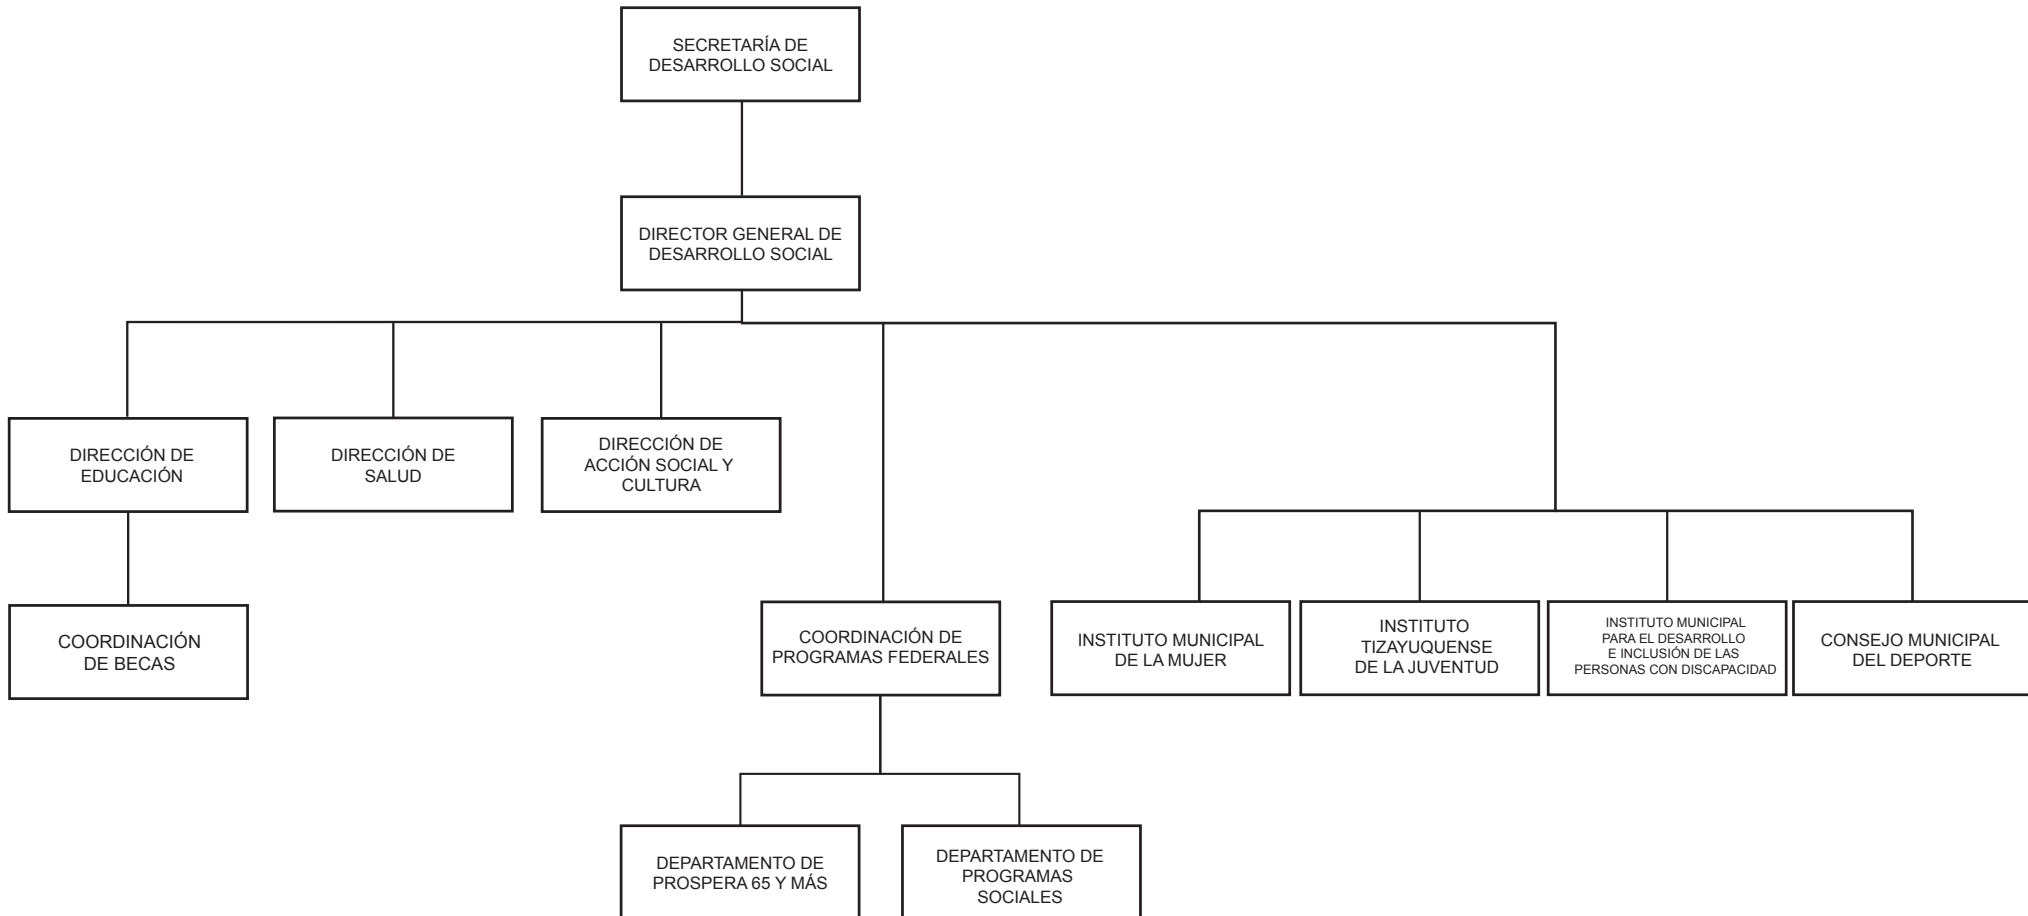 SECRETARÍA DE
DESARROLLO SOCIAL
DIRECTOR GENERAL DE
DESARROLLO SOCIAL
DIRECCIÓN DE
EDUCACIÓN
DIRECCIÓN DE
SALUD
DIRECCIÓN DE
ACCIÓN SOCIAL Y
CULTURA
COORDINACIÓN
DE BECAS
COORDINACIÓN DE
PROGRAMAS FEDERALES
INSTITUTO MUNICIPAL
DE LA MUJER
INSTITUTO
TIZAYUQUENSE
DE LA JUVENTUD
INSTITUTO MUNICIPAL
PARA EL DESARROLLO
E INCLUSIÓN DE LAS
PERSONAS CON DISCAPACIDAD
CONSEJO MUNICIPAL
DEL DEPORTE
DEPARTAMENTO DE
PROSPERA 65 Y MÁS
DEPARTAMENTO DE
PROGRAMAS
SOCIALES